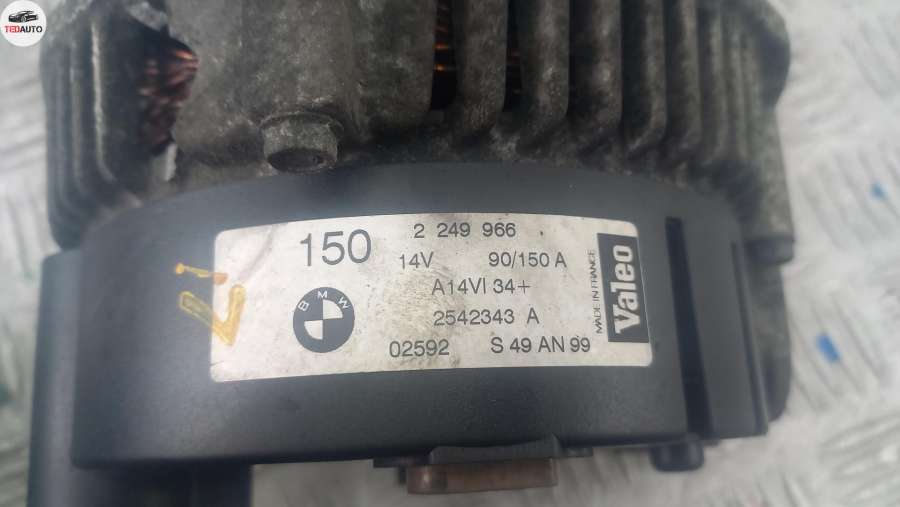 TEDAUTO
150
2 249 966
14V 90/150 A
A14VI 34+
2542343 A
02592 S 49 AN 99
BMW
MADE IN FRANCE
Valeo